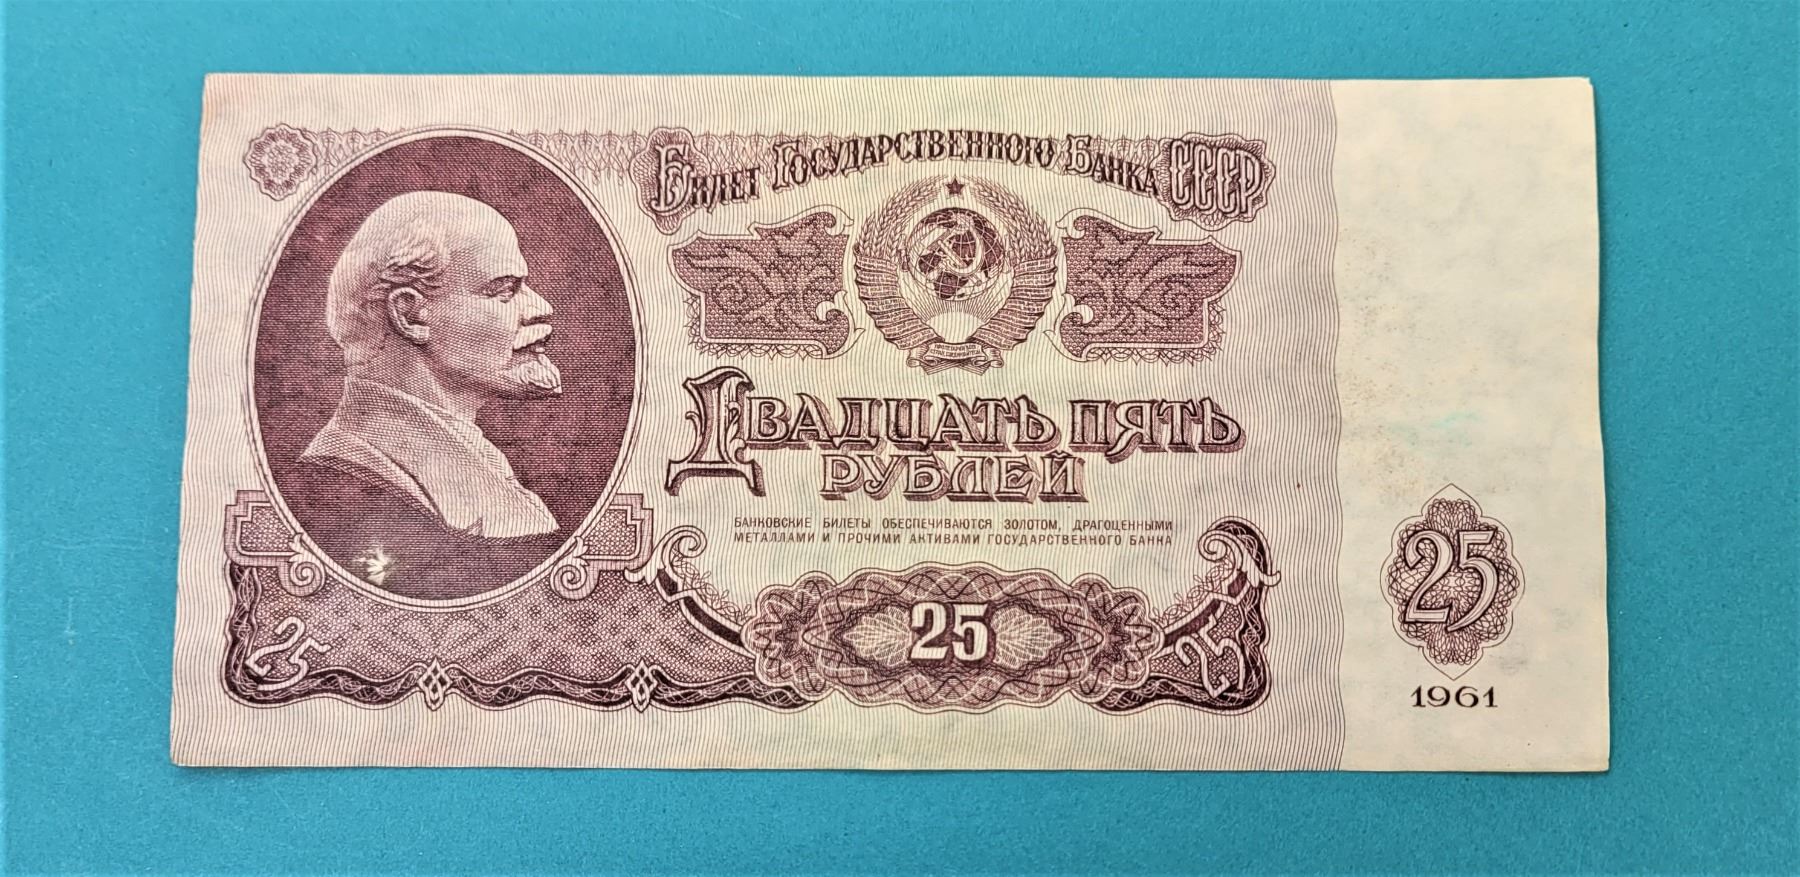 Билет Государственного Банка СССР
Двадцать пять
рублей
БАНКОВСКИЕ БИЛЕТЫ ОБЕСПЕЧИВАЮТСЯ ЗОЛОТОМ, ДРАГОЦЕННЫМИ
МЕТАЛЛАМИ И ПРОЧИМИ АКТИВАМИ ГОСУДАРСТВЕННОГО БАНКА
25
25
25
25
1961